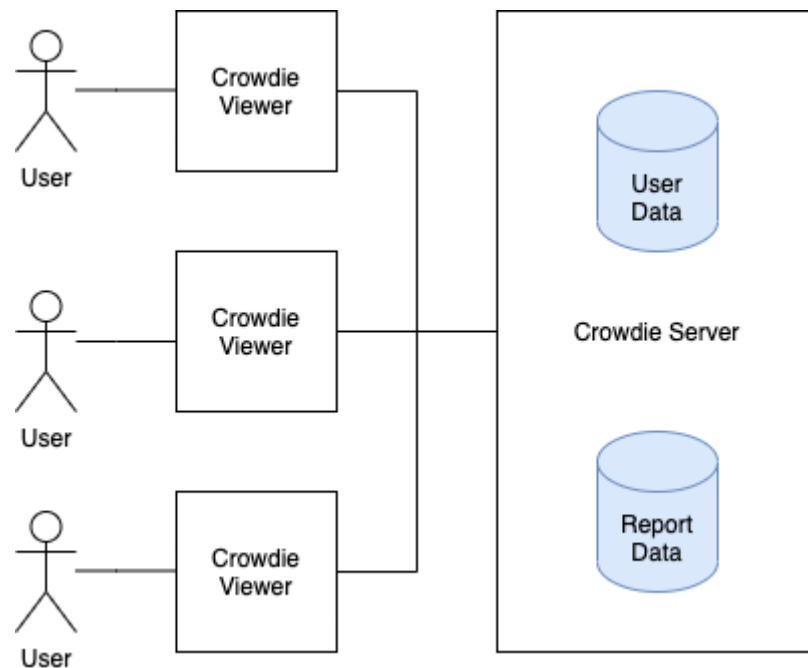 User
Crowdie
Viewer
User
Crowdie
Viewer
User
Crowdie
Viewer
User
Data
Crowdie Server
Report
Data